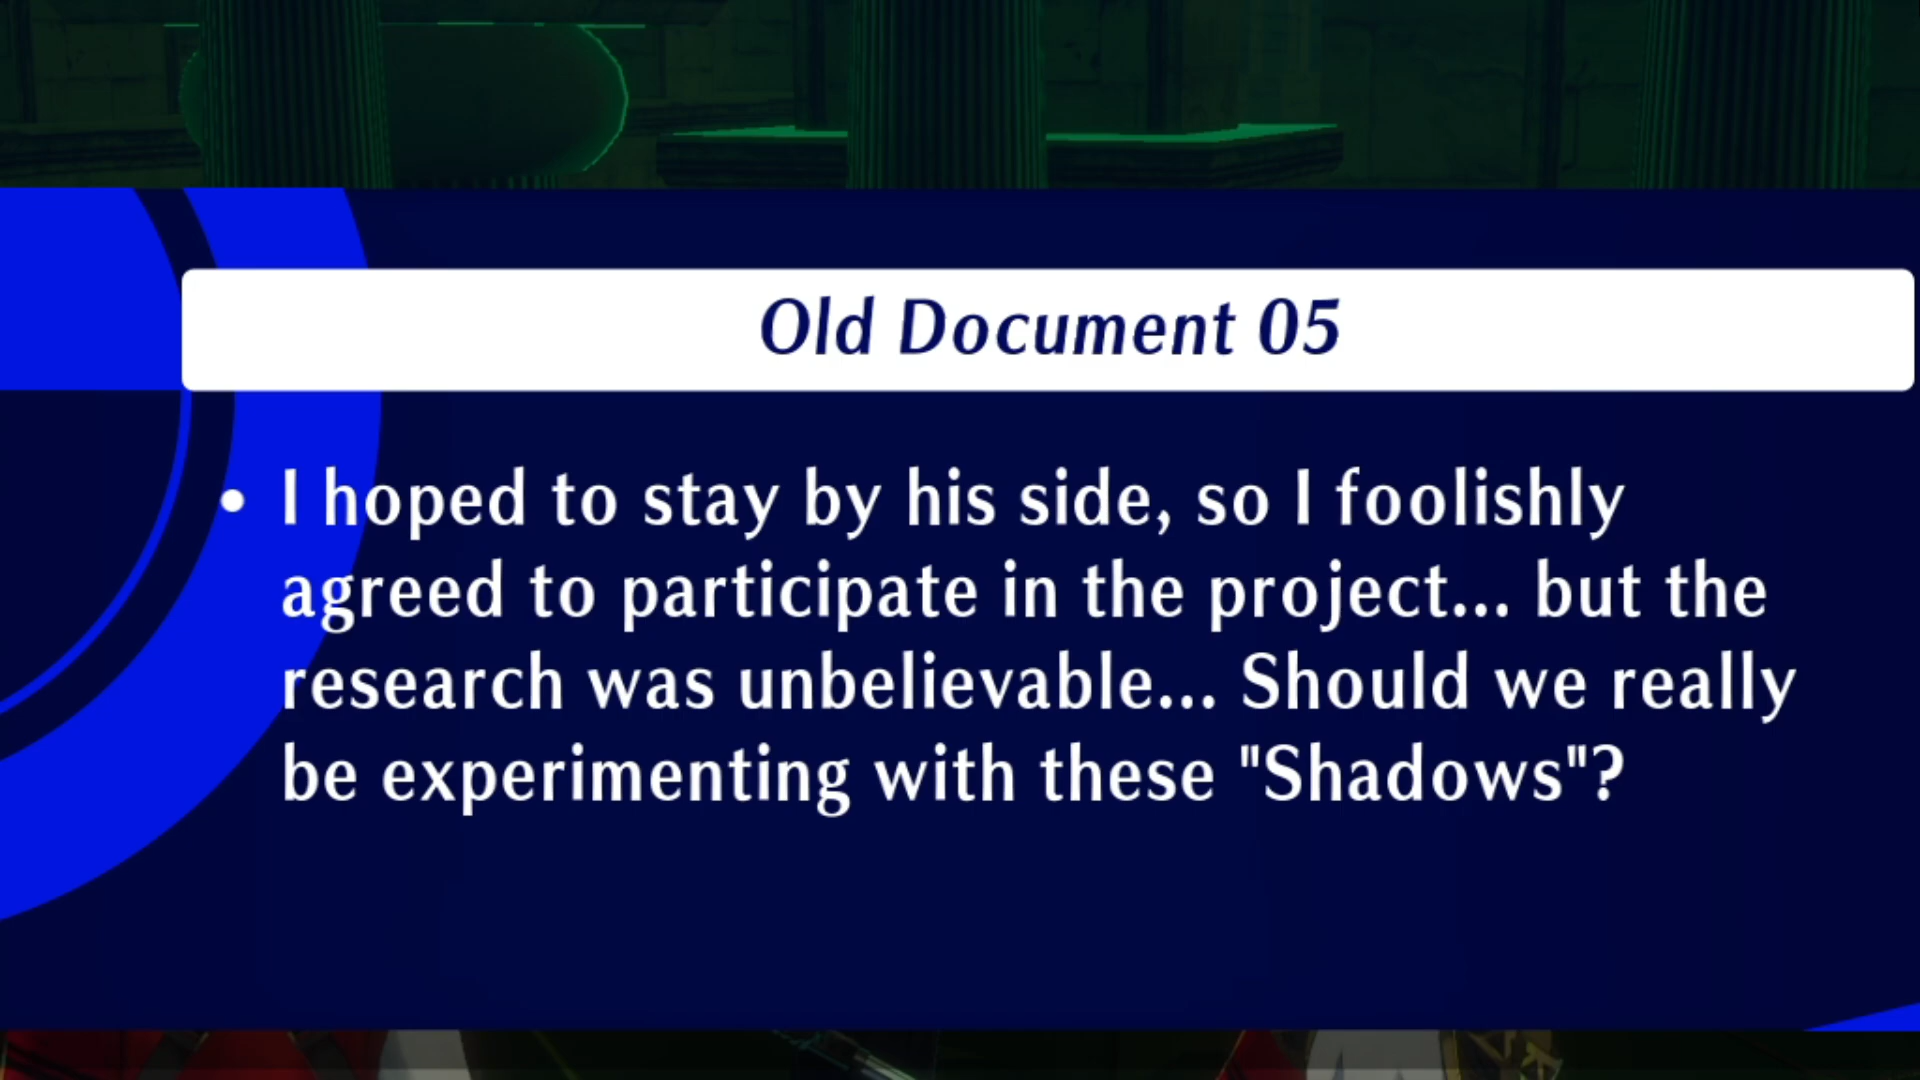 Old Document 05
• I hoped to stay by his side, so I foolishly
agreed to participate in the project... but the
research was unbelievable... Should we really
be experimenting with these "Shadows"?